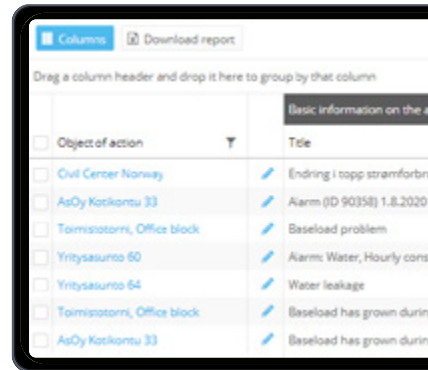 Columns Download report
Drag a column header and drop it here to group by that column
Basic information on the a
Object of action Title
Civil Center Norway Endring i topp strømforbr
AsOy Kotikontu 33 Alarm (ID 90358) 1.8.2020
Toimistotorni, Office block Baseload problem
Yritysasunto 60 Alarm: Water, Hourly cons
Yritysasunto 64 Water leakage
Toimistotorni, Office block Baseload has grown durin
AsOy Kotikontu 33 Baseload has grown durin